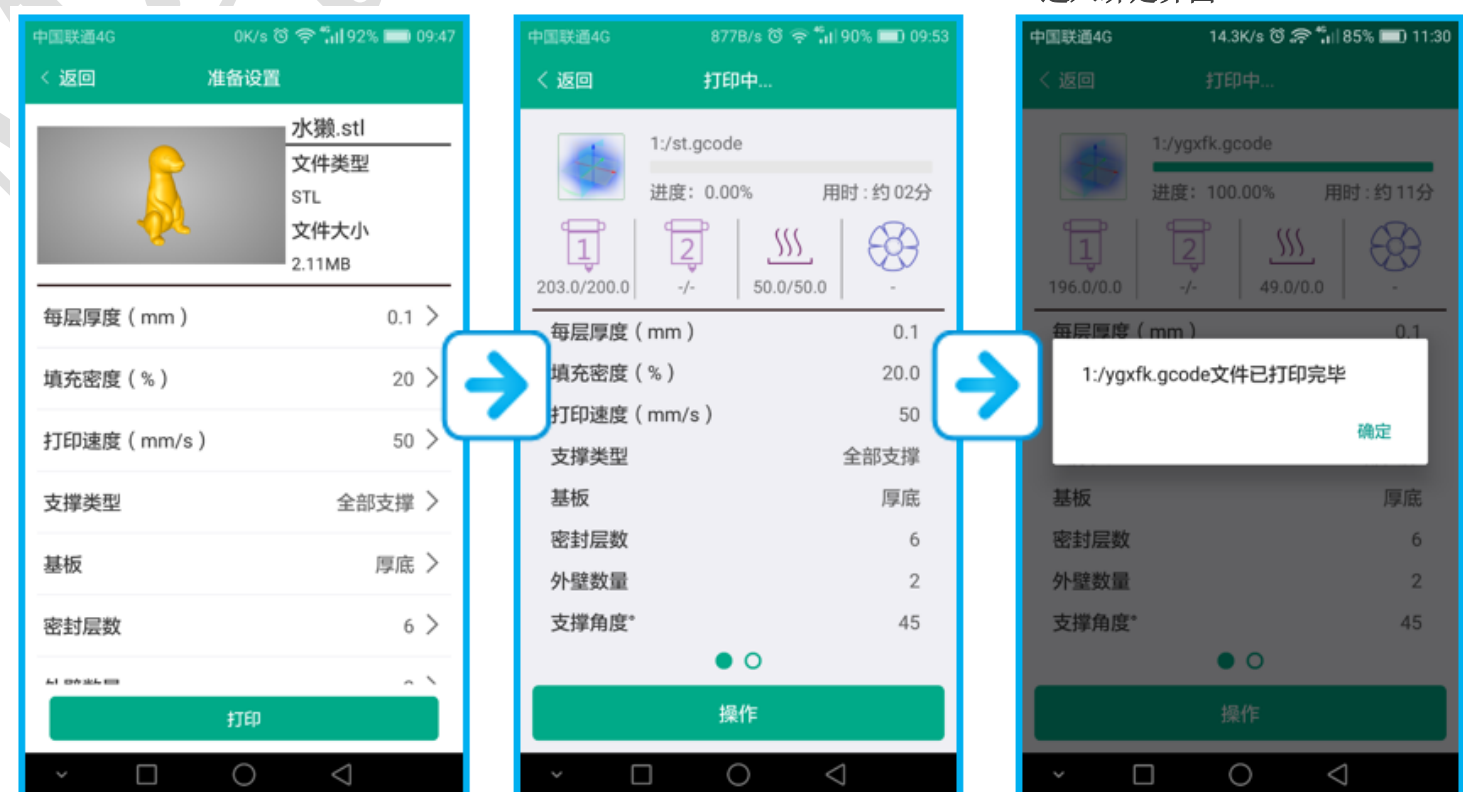 中国联通4G 0K/s 4G 92% 09:47
返回 准备设置
水獭.stl
文件类型
STL
文件大小
2.11MB
每层厚度（mm） 0.1
填充密度（%） 20
打印速度（mm/s） 50
支撑类型 全部支撑
基板 厚底
密封层数 6
打印
中国联通4G 877B/s 4G 90% 09:53
返回 打印中...
1:/st.gcode
进度：0.00% 用时：约02分
1 2
203.0/200.0 -/- 50.0/50.0 -
每层厚度（mm） 0.1
填充密度（%） 20.0
打印速度（mm/s） 50
支撑类型 全部支撑
基板 厚底
密封层数 6
外壁数量 2
支撑角度° 45
操作
中国联通4G 14.3K/s 4G 85% 11:30
返回 打印中...
1:/ygxfk.gcode
进度：100.00% 用时：约11分
1 2
196.0/0.0 -/- 49.0/0.0 -
每层厚度（mm） 0.1
1:/ygxfk.gcode文件已打印完毕
确定
基板 厚底
密封层数 6
外壁数量 2
支撑角度° 45
操作